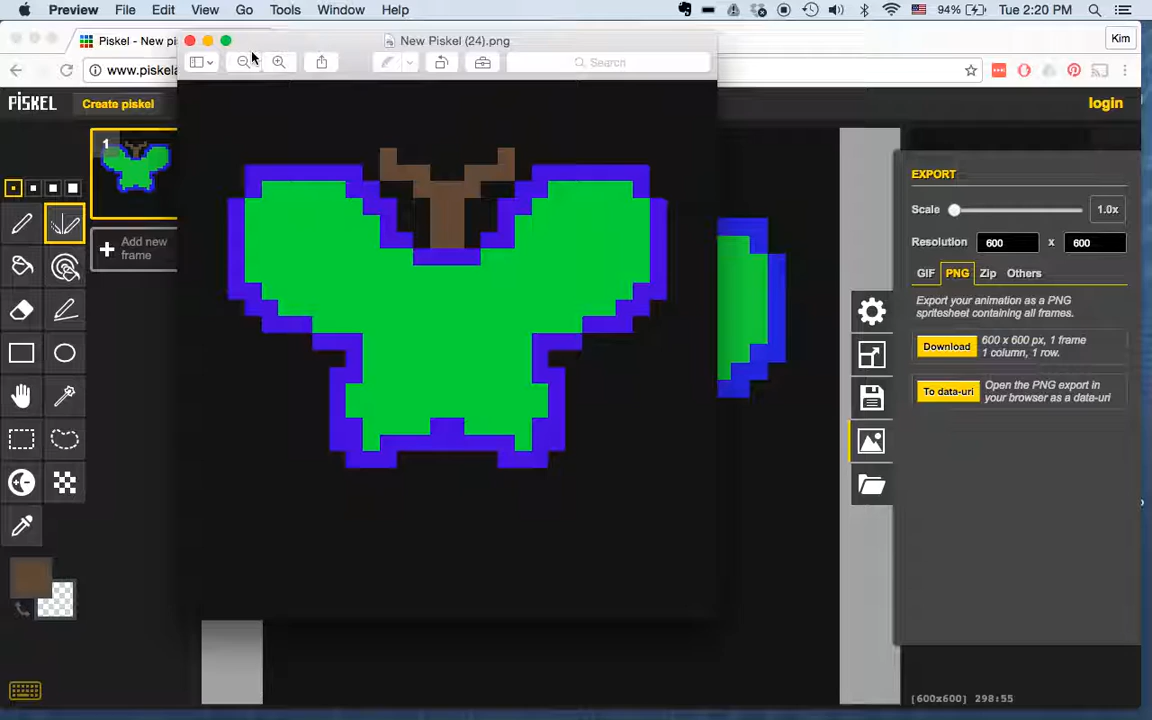 Preview File Edit View Go Tools Window Help 94% Tue 2:20 PM
Piskel - New pi
New Piskel (24).png
Kim
www.piskela
Search
PISKEL Create piskel login
1
Add new frame
EXPORT
Scale 1.0x
Resolution 600 x 600
GIF PNG Zip Others
Export your animation as a PNG
spritesheet containing all frames.
Download 600 x 600 px, 1 frame
1 column, 1 row.
To data-uri Open the PNG export in
your browser as a data-uri
[600x600] 298:55